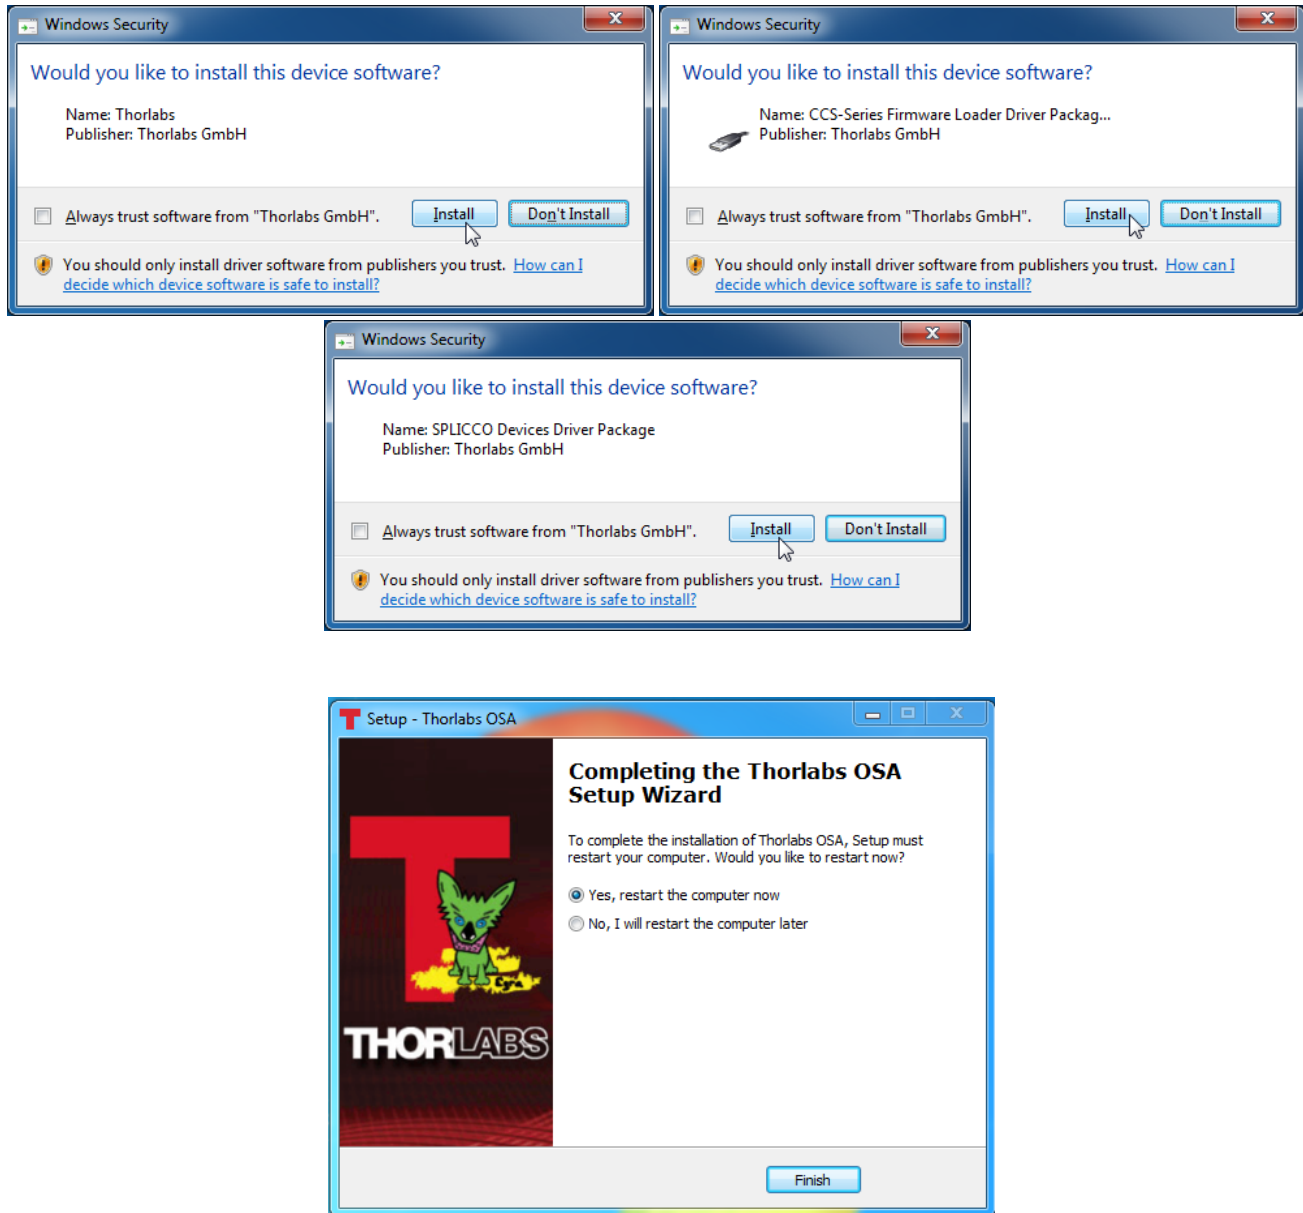 Windows Security
Would you like to install this device software?
Name: Thorlabs
Publisher: Thorlabs GmbH
Always trust software from "Thorlabs GmbH".
Install
Don't Install
You should only install driver software from publishers you trust. How can I
decide which device software is safe to install?
Windows Security
Would you like to install this device software?
Name: CCS-Series Firmware Loader Driver Packag...
Publisher: Thorlabs GmbH
Always trust software from "Thorlabs GmbH".
Install
Don't Install
You should only install driver software from publishers you trust. How can I
decide which device software is safe to install?
Windows Security
Would you like to install this device software?
Name: SPLICCO Devices Driver Package
Publisher: Thorlabs GmbH
Always trust software from "Thorlabs GmbH".
Install
Don't Install
You should only install driver software from publishers you trust. How can I
decide which device software is safe to install?
Setup - Thorlabs OSA
Completing the Thorlabs OSA
Setup Wizard
To complete the installation of Thorlabs OSA, Setup must
restart your computer. Would you like to restart now?
Yes, restart the computer now
No, I will restart the computer later
THORLABS
Finish